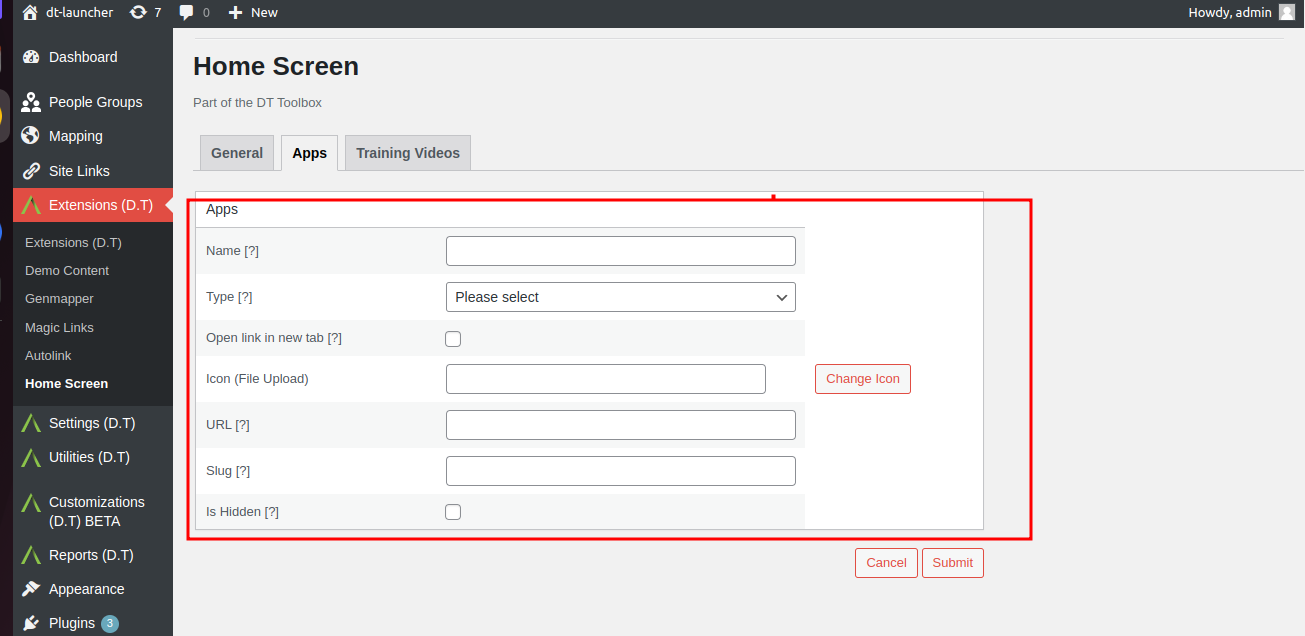 dt-launcher 7 0 New Howdy, admin
Dashboard
People Groups
Mapping
Site Links
Extensions (D.T)
Extensions (D.T)
Demo Content
Genmapper
Magic Links
Autolink
Home Screen
Settings (D.T)
Utilities (D.T)
Customizations
(D.T) BETA
Reports (D.T)
Appearance
Plugins 3
Home Screen
Part of the DT Toolbox
General Apps Training Videos
Apps
Name [?]
Type [?] Please select
Open link in new tab [?]
Icon (File Upload) Change Icon
URL [?]
Slug [?]
Is Hidden [?]
Cancel Submit